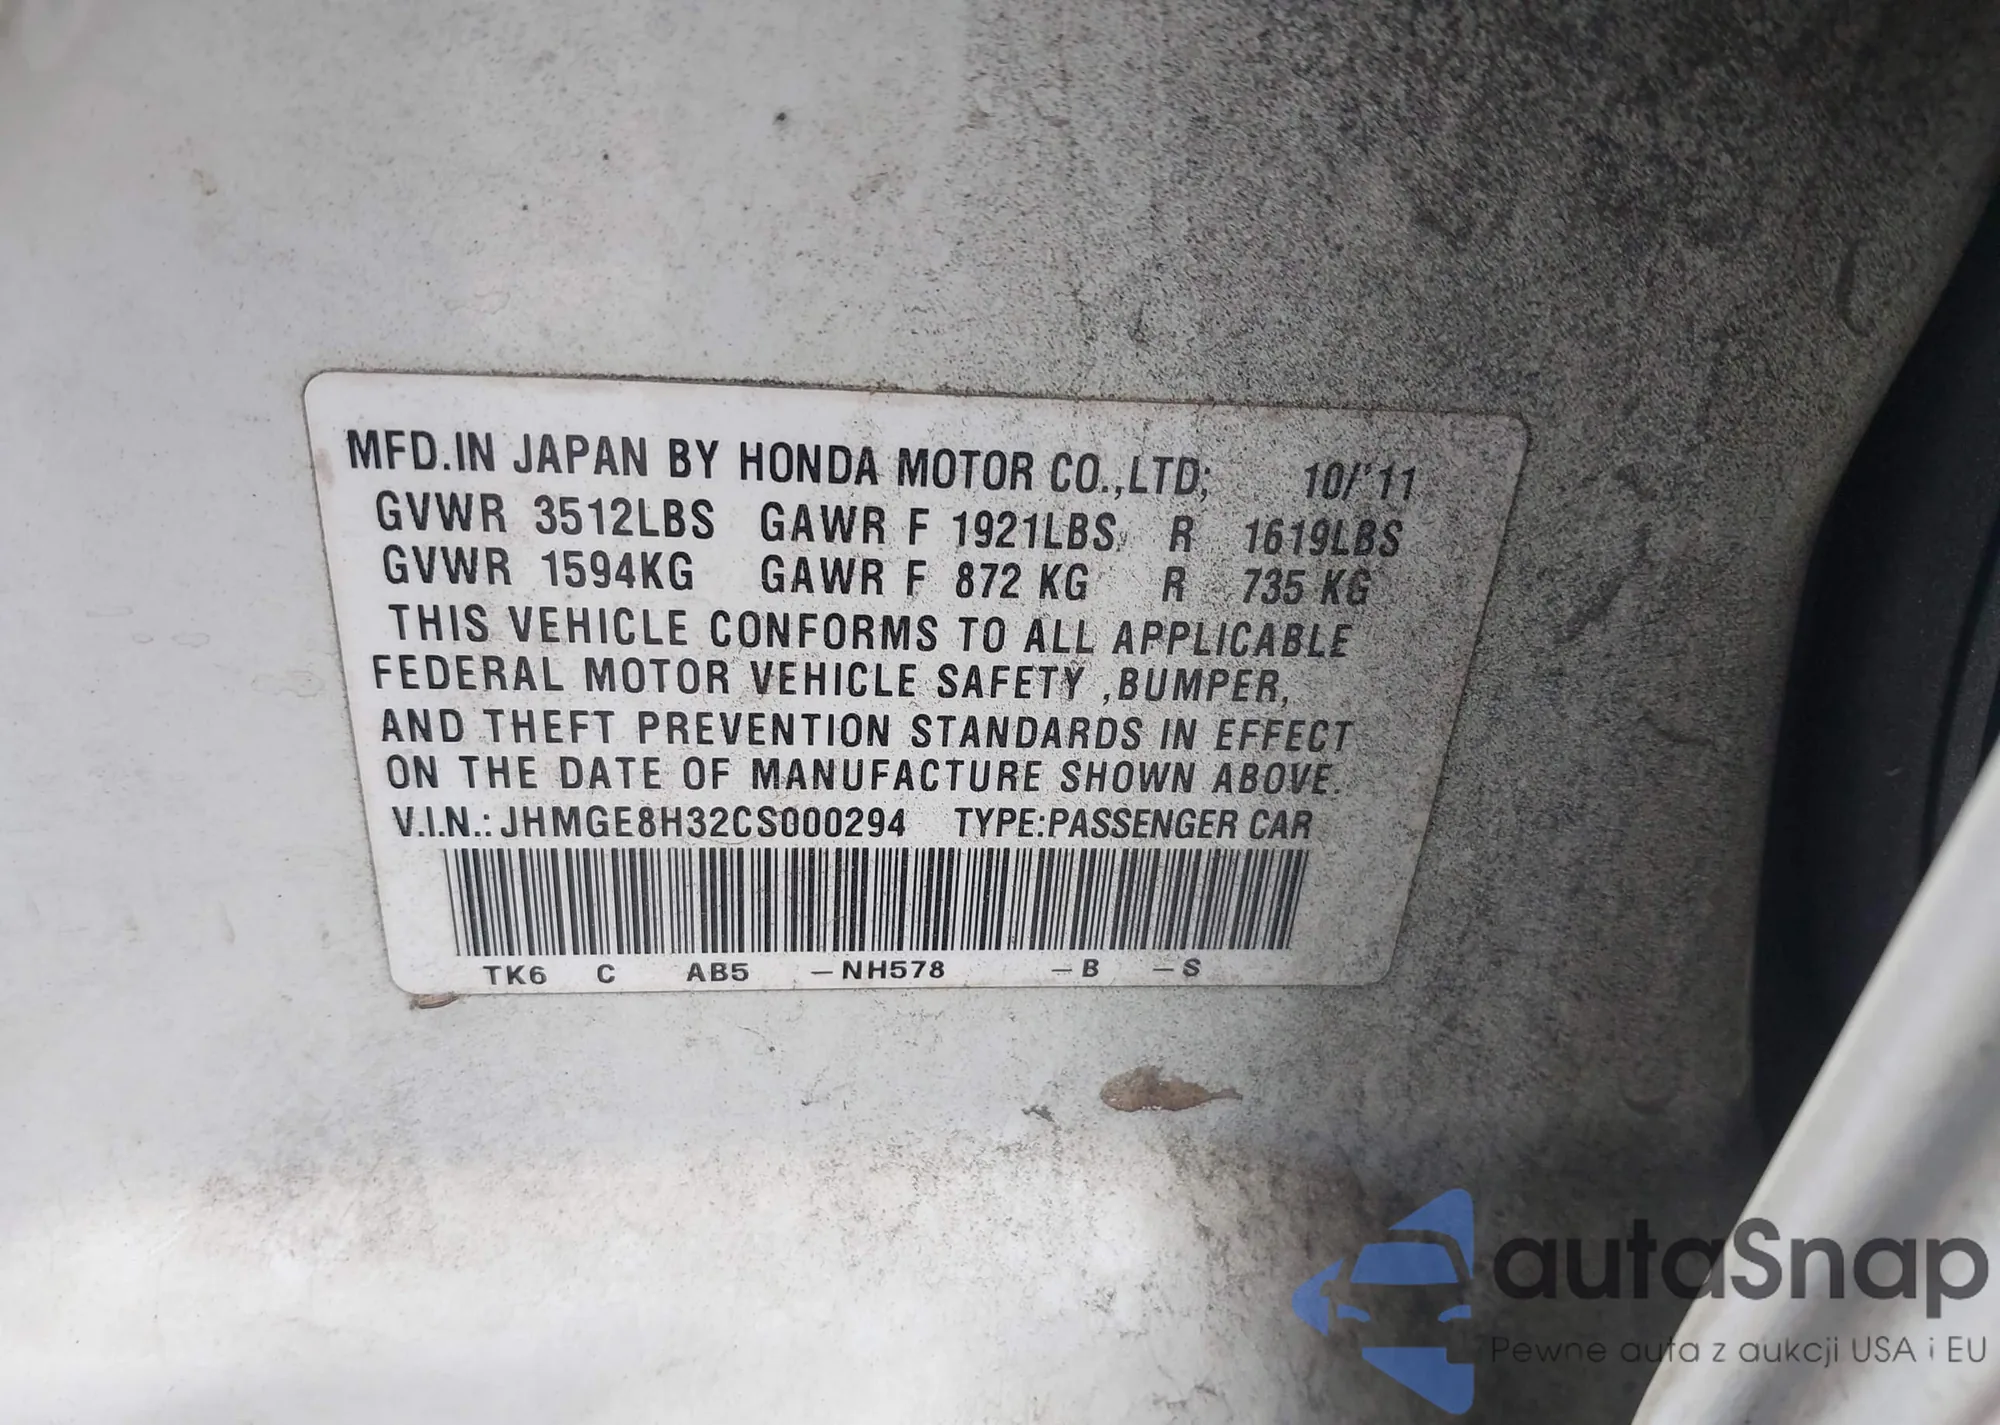 MFD.IN JAPAN BY HONDA MOTOR CO.,LTD; 10/'11
GVWR 3512LBS GAWR F 1921LBS R 1619LBS
GVWR 1594KG GAWR F 872 KG R 735 KG
THIS VEHICLE CONFORMS TO ALL APPLICABLE
FEDERAL MOTOR VEHICLE SAFETY ,BUMPER,
AND THEFT PREVENTION STANDARDS IN EFFECT
ON THE DATE OF MANUFACTURE SHOWN ABOVE.
V.I.N.: JHMGE8H32CS000294 TYPE:PASSENGER CAR
TK6 C AB5 –NH578 –B –S
autaSnap
Pewne auta z aukcji USA i EU